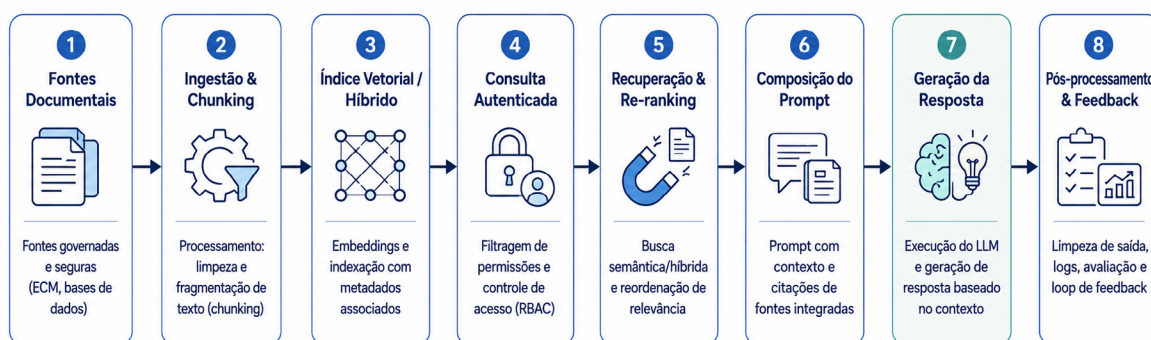 1
Fontes
Documentais
Fontes governadas
e seguras
(ECM, bases de
dados)
2
Ingestão &
Chunking
Processamento:
limpeza e
fragmentação de
texto (chunking)
3
Índice Vetorial /
Híbrido
Embeddings e
indexação com
metadados
associados
4
Consulta
Autenticada
Filtragem de
permissões e
controle de
acesso (RBAC)
5
Recuperação &
Re-ranking
Busca
semântica/híbrida
e reordenação de
relevância
6
Composição do
Prompt
Prompt com
contexto e
citações de
fontes integradas
7
Geração da
Resposta
Execução do LLM
e geração de
resposta baseado
no contexto
8
Pós-processamento
& Feedback
Limpeza de saída,
logs, avaliação e
loop de feedback